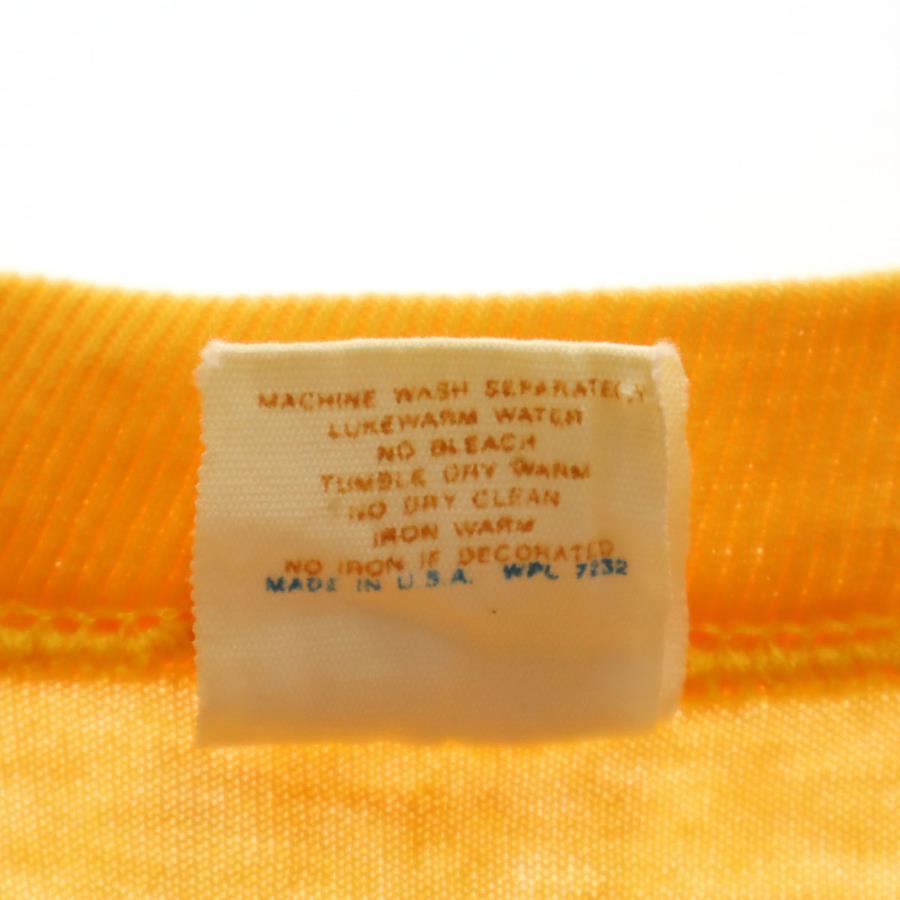 MACHINE WASH SEPARATELY
LUKEWARM WATER
NO BLEACH
TUMBLE DRY WARM
NO DRY CLEAN
IRON WARM
NO IRON IF DECORATED
MADE IN U.S.A. WPL 7232